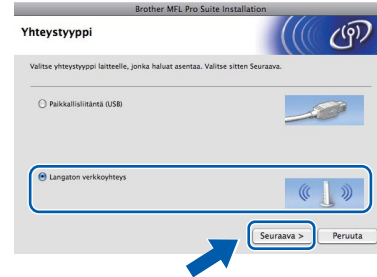 Brother MFL Pro Suite Installation
Yhteystyyppi
Valitse yhteystyyppi laitteelle, jonka haluat asentaa. Valitse sitten Seuraava.
Paikkallisliitäntä (USB)
Langaton verkkoyhteys
Seuraava > Peruuta